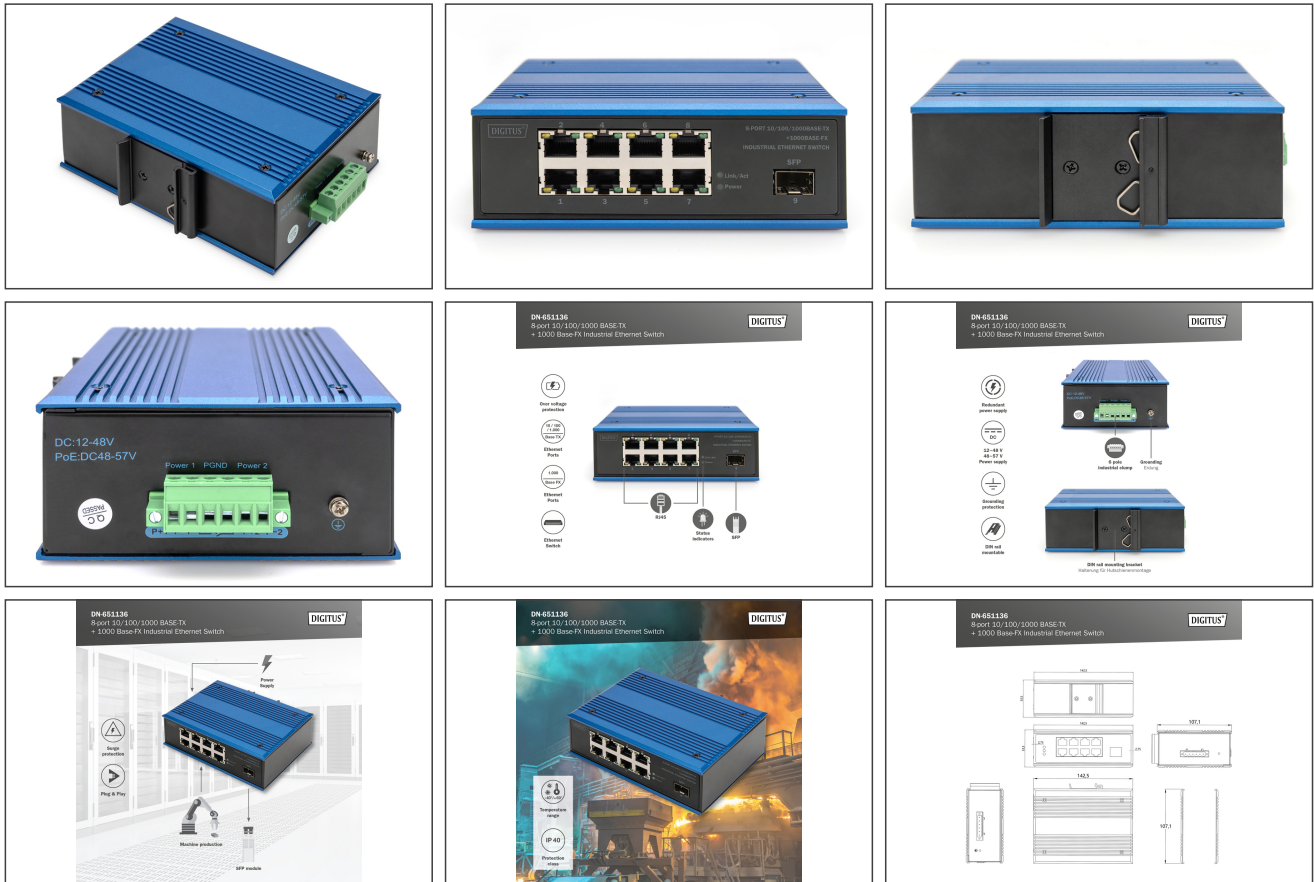 DIGITUS®
8-PORT 10/100/1000BASE-TX
+1000BASE-FX
INDUSTRIAL ETHERNET SWITCH
2 4 6 8
SFP
Link/Act
Power
1 3 5 7
9
DC:12-48V
PoE:DC48-57V
Power 1 PGND Power 2
QC
PASSED
P+
2
DN-651136
8-port 10/100/1000 BASE-TX
+ 1000 Base-FX Industrial Ethernet Switch
DIGITUS®
Over voltage
protection
10 / 100
/ 1.000
Base TX
Ethernet
Ports
1.000
Base FX
Ethernet
Ports
Ethernet
Switch
RJ45
Status
indicators
SFP
DN-651136
8-port 10/100/1000 BASE-TX
+ 1000 Base-FX Industrial Ethernet Switch
DIGITUS®
Redundant
power supply
DC
12–48 V
48–57 V
Power supply
Grounding
protection
DIN rail
mountable
DC:12-48V
PoE:DC48-57V
6 pole
industrial clamp
Grounding
Erdung
DIN rail mounting bracket
Halterung für Hutschienenmontage
DN-651136
8-port 10/100/1000 BASE-TX
+ 1000 Base-FX Industrial Ethernet Switch
DIGITUS®
Power
Supply
Surge
protection
Plug & Play
Machine production
SFP module
DN-651136
8-port 10/100/1000 BASE-TX
+ 1000 Base-FX Industrial Ethernet Switch
DIGITUS®
Temperature
range
IP 40
Protection
class
DN-651136
8-port 10/100/1000 BASE-TX
+ 1000 Base-FX Industrial Ethernet Switch
DIGITUS®
107,1
142,5
107,1